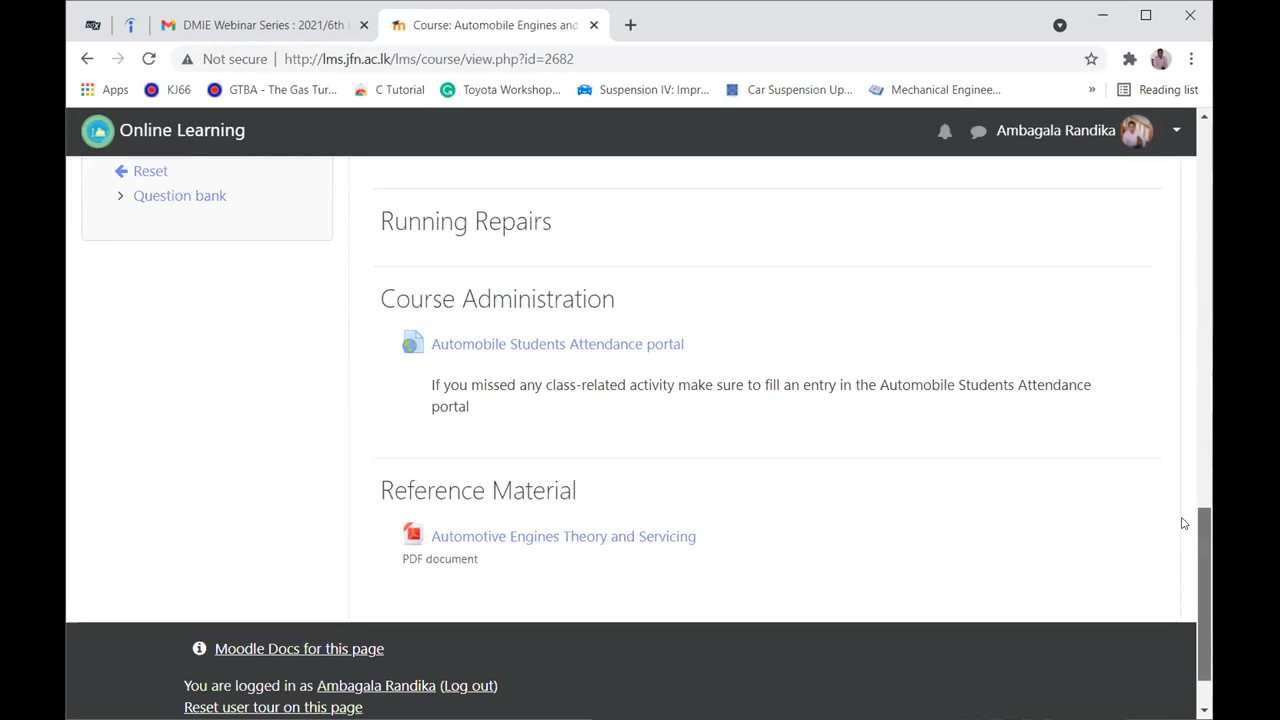 DMIE Webinar Series : 2021/6th
Course: Automobile Engines and
Not secure
http://lms.jfn.ac.lk/lms/course/view.php?id=2682
Apps
KJ66
GTBA - The Gas Tur...
C Tutorial
Toyota Workshop...
Suspension IV: Impr...
Car Suspension Up...
Mechanical Enginee...
»
Reading list
Online Learning
Ambagala Randika
Reset
Question bank
Running Repairs
Course Administration
Automobile Students Attendance portal
If you missed any class-related activity make sure to fill an entry in the Automobile Students Attendance
portal
Reference Material
Automotive Engines Theory and Servicing
PDF document
Moodle Docs for this page
You are logged in as Ambagala Randika (Log out)
Reset user tour on this page